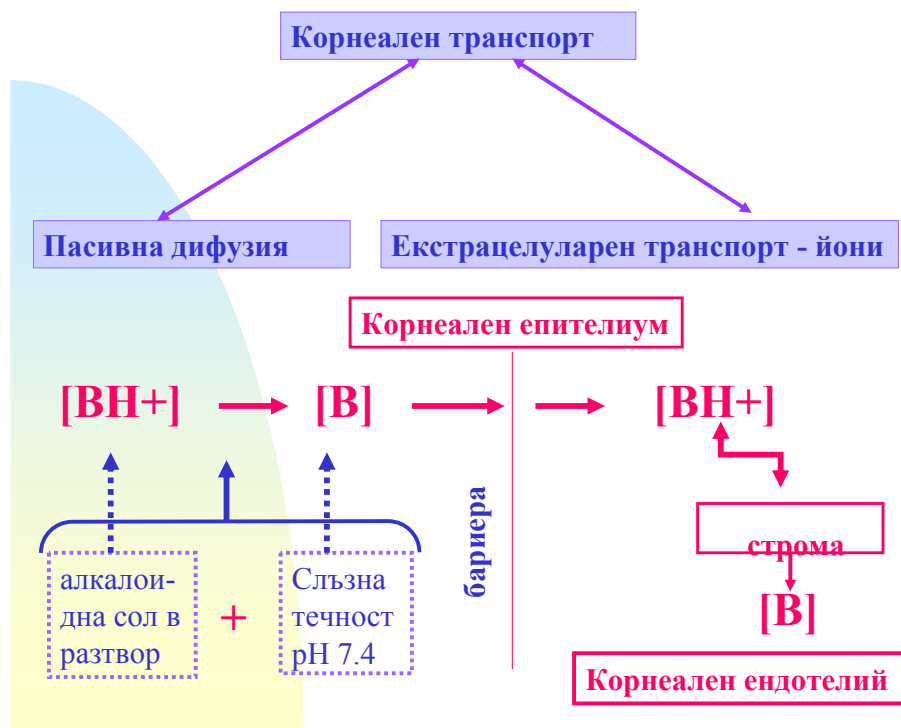 Корнеален транспорт
Пасивна дифузия
Екстрацелуларен транспорт - йони
Корнеален епителиум
[BH+]
[B]
[BH+]
бариера
алкалои-
дна сол в
разтвор
+
Слъзна
течност
pH 7.4
строма
[B]
Корнеален ендотелий